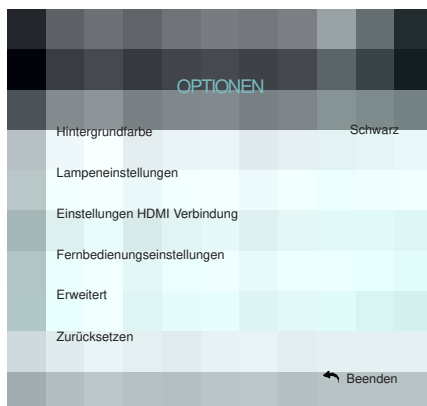 OPTIONEN
Hintergrundfarbe Schwarz
Lampeneinstellungen
Einstellungen HDMI Verbindung
Fernbedienungseinstellungen
Erweitert
Zurücksetzen
Beenden